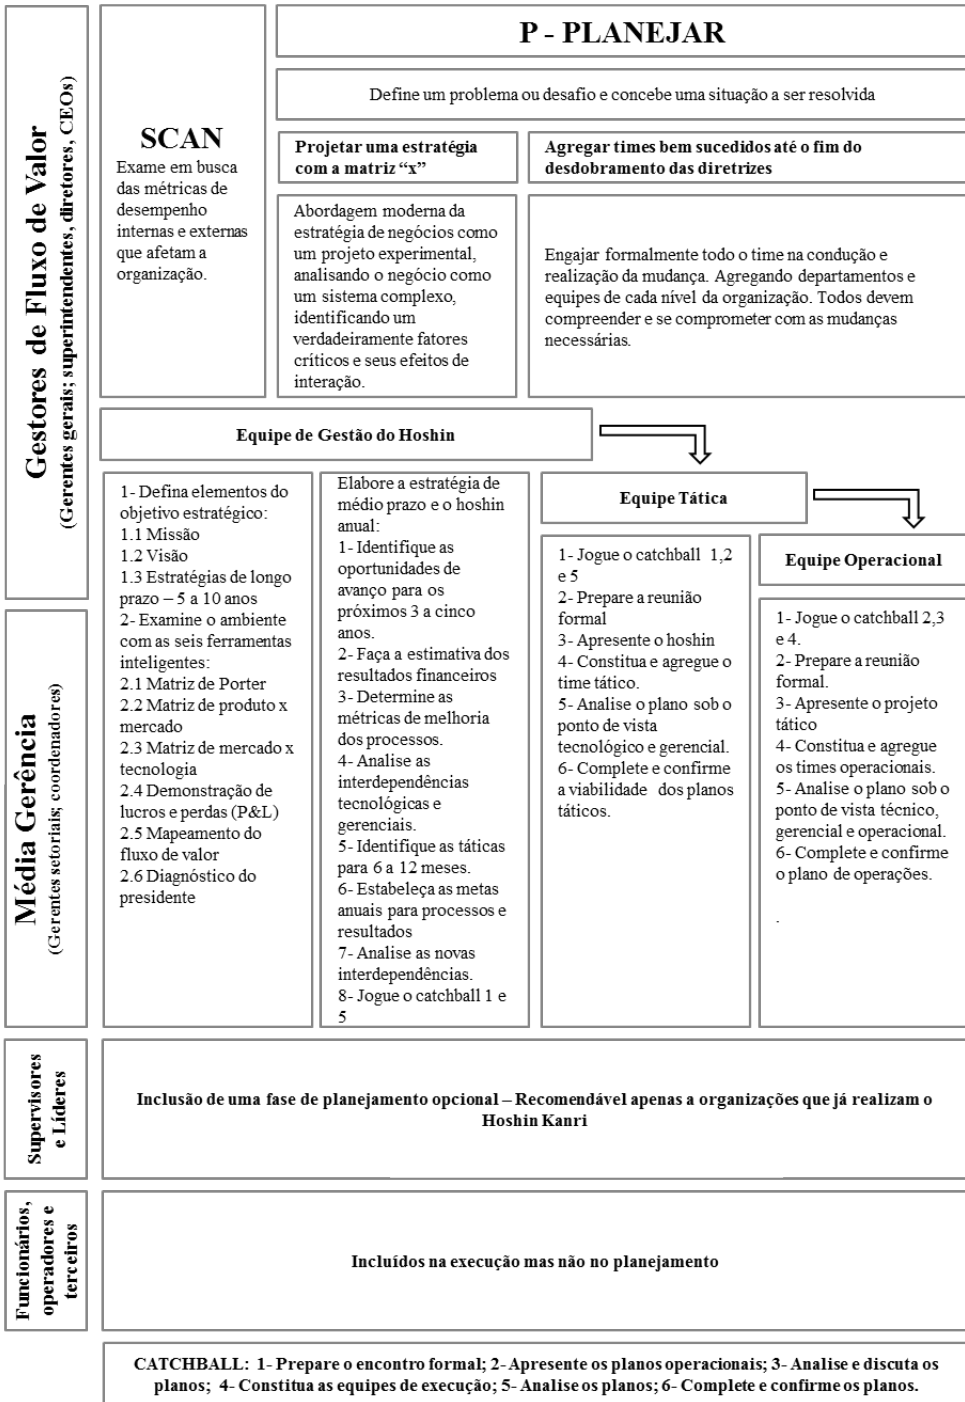 Gestores de Fluxo de Valor
(Gerentes gerais; superintendentes, diretores, CEOs)
SCAN
Exame em busca
das métricas de
desempenho
internas e externas
que afetam a
organização.
P - PLANEJAR
Define um problema ou desafio e concebe uma situação a ser resolvida
Projetar uma estratégia
com a matriz “x”
Agregar times bem sucedidos até o fim do
desdobramento das diretrizes
Abordagem moderna da
estratégia de negócios como
um projeto experimental,
analisando o negócio como
um sistema complexo,
identificando um
verdadeiramente fatores
críticos e seus efeitos de
interação.
Engajar formalmente todo o time na condução e
realização da mudança. Agregando departamentos e
equipes de cada nível da organização. Todos devem
compreender e se comprometer com as mudanças
necessárias.
Equipe de Gestão do Hoshin
Média Gerência
(Gerentes setoriais; coordenadores)
1- Defina elementos do
objetivo estratégico:
1.1 Missão
1.2 Visão
1.3 Estratégias de longo
prazo – 5 a 10 anos
2- Examine o ambiente
com as seis ferramentas
inteligentes:
2.1 Matriz de Porter
2.2 Matriz de produto x
mercado
2.3 Matriz de mercado x
tecnologia
2.4 Demonstração de
lucros e perdas (P&L)
2.5 Mapeamento do
fluxo de valor
2.6 Diagnóstico do
presidente
Elabore a estratégia de
médio prazo e o hoshin
anual:
1- Identifique as
oportunidades de
avanço para os
próximos 3 a cinco
anos.
2- Faça a estimativa dos
resultados financeiros
3- Determine as
métricas de melhoria
dos processos.
4- Analise as
interdependências
tecnológicas e
gerenciais.
5- Identifique as táticas
para 6 a 12 meses.
6- Estabeleça as metas
anuais para processos e
resultados
7- Analise as novas
interdependências.
8- Jogue o catchball 1 e
5
Equipe Tática
1- Jogue o catchball 1,2
e 5
2- Prepare a reunião
formal
3- Apresente o hoshin
4- Constitua e agregue o
time tático.
5- Analise o plano sob o
ponto de vista
tecnológico e gerencial.
6- Complete e confirme
a viabilidade dos planos
táticos.
Equipe Operacional
1- Jogue o catchball 2,3
e 4.
2- Prepare a reunião
formal.
3- Apresente o projeto
tático
4- Constitua e agregue
os times operacionais.
5- Analise o plano sob o
ponto de vista técnico,
gerencial e operacional.
6- Complete e confirme
o plano de operações.
.
Supervisores
e Líderes
Inclusão de uma fase de planejamento opcional – Recomendável apenas a organizações que já realizam o
Hoshin Kanri
Funcionários,
operadores e
terceiros
Incluídos na execução mas não no planejamento
CATCHBALL: 1- Prepare o encontro formal; 2- Apresente os planos operacionais; 3- Analise e discuta os
planos; 4- Constitua as equipes de execução; 5- Analise os planos; 6- Complete e confirme os planos.